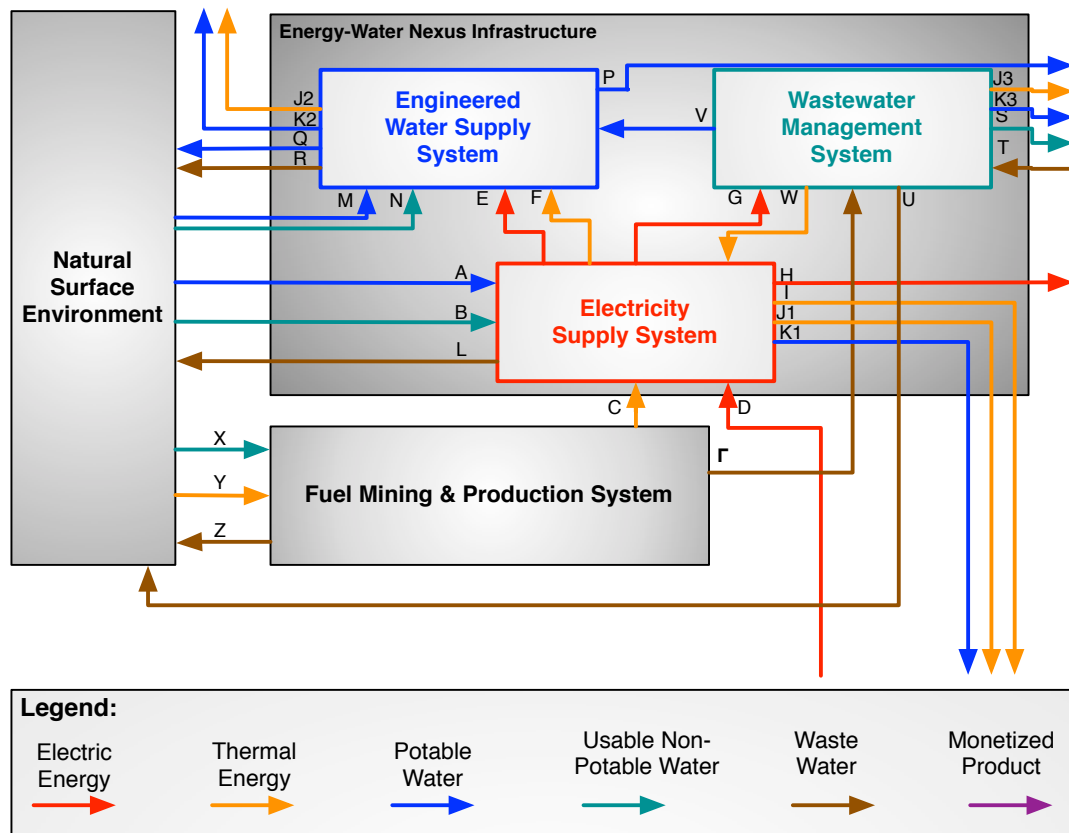 Energy-Water Nexus Infrastructure
J2
K2
Q
R
Engineered
Water Supply
System
P
V
Wastewater
Management
System
J3
K3
S
T
M
N
E
F
G
W
U
Natural
Surface
Environment
A
B
L
Electricity
Supply System
H
I
J1
K1
C
D
X
Y
Z
Fuel Mining & Production System
Γ
Legend:
Electric
Energy
Thermal
Energy
Potable
Water
Usable Non-
Potable Water
Waste
Water
Monetized
Product